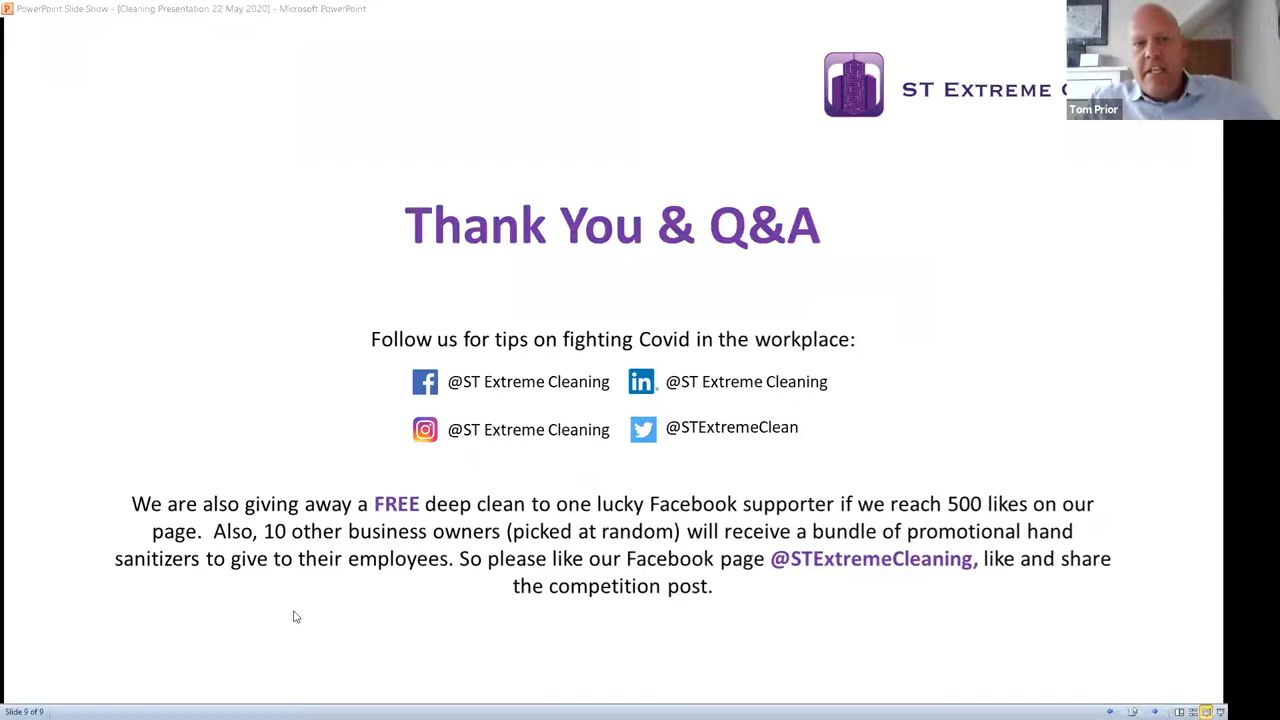 PowerPoint Slide Show - [Cleaning Presentation 22 May 2020] - Microsoft PowerPoint
ST EXTREME
Tom Prior
Thank You & Q&A
Follow us for tips on fighting Covid in the workplace:
@ST Extreme Cleaning @ST Extreme Cleaning
@ST Extreme Cleaning @STExtremeClean
We are also giving away a FREE deep clean to one lucky Facebook supporter if we reach 500 likes on our
page. Also, 10 other business owners (picked at random) will receive a bundle of promotional hand
sanitizers to give to their employees. So please like our Facebook page @STExtremeCleaning, like and share
the competition post.
Slide 9 of 9